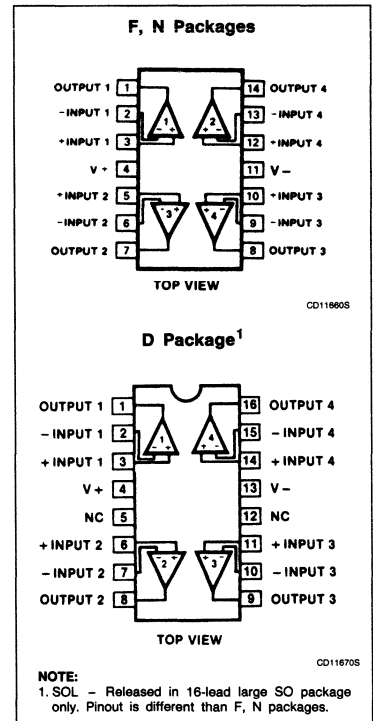 F, N Packages
OUTPUT 1 1 14 OUTPUT 4
-INPUT 1 2 1 2 13 -INPUT 4
+INPUT 1 3 - + - + 12 +INPUT 4
V + 4 11 V -
+INPUT 2 5 - + + - 10 +INPUT 3
-INPUT 2 6 3 4 9 -INPUT 3
OUTPUT 2 7 8 OUTPUT 3
TOP VIEW
CD11660S
D Package1
OUTPUT 1 1 16 OUTPUT 4
- INPUT 1 2 1 4 15 - INPUT 4
+ INPUT 1 3 - + + - 14 + INPUT 4
V + 4 13 V -
NC 5 12 NC
+ INPUT 2 6 - + + - 11 + INPUT 3
- INPUT 2 7 2 3 10 - INPUT 3
OUTPUT 2 8 9 OUTPUT 3
TOP VIEW
CD11670S
NOTE:
1. SOL - Released in 16-lead large SO package
only. Pinout is different than F, N packages.